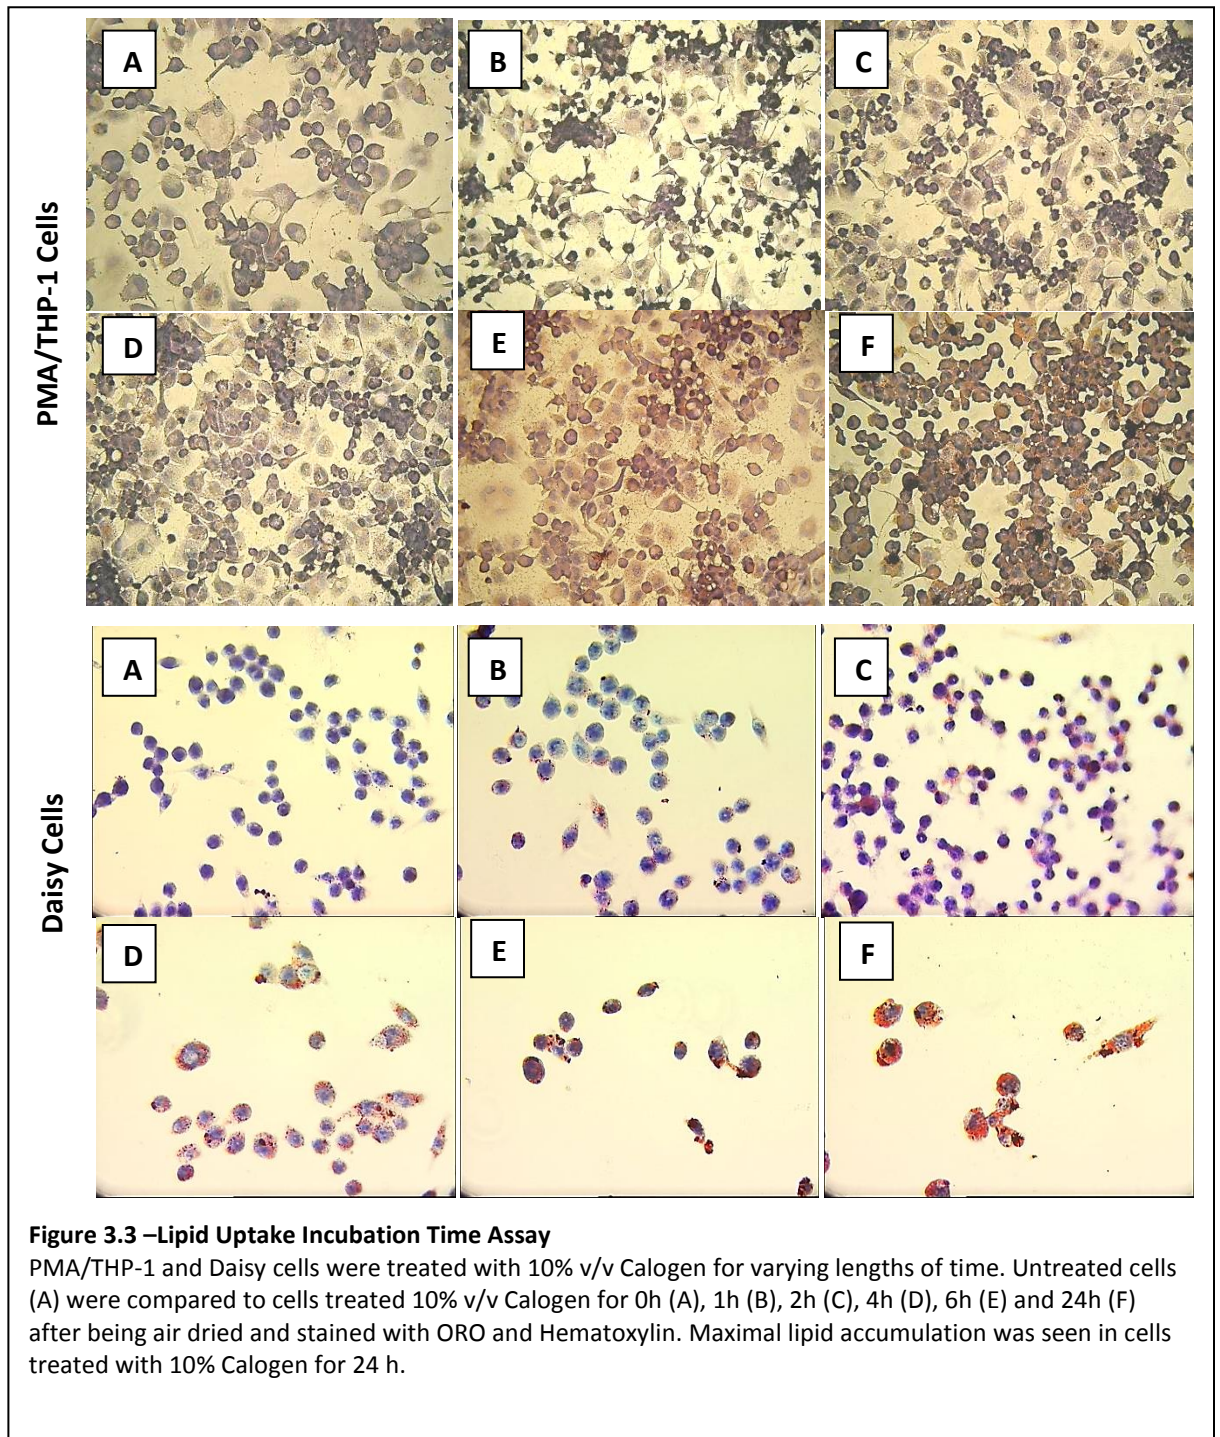 PMA/THP-1 Cells
A
B
C
D
E
F
Daisy Cells
A
B
C
D
E
F
Figure 3.3 –Lipid Uptake Incubation Time Assay
PMA/THP-1 and Daisy cells were treated with 10% v/v Calogen for varying lengths of time. Untreated cells
(A) were compared to cells treated 10% v/v Calogen for 0h (A), 1h (B), 2h (C), 4h (D), 6h (E) and 24h (F)
after being air dried and stained with ORO and Hematoxylin. Maximal lipid accumulation was seen in cells
treated with 10% Calogen for 24 h.